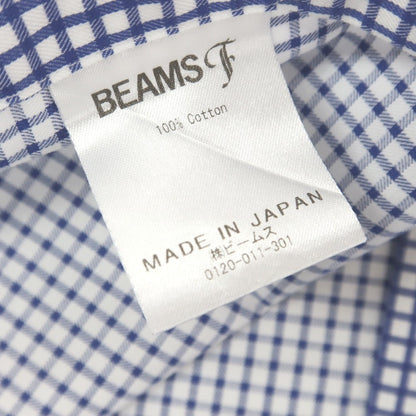 BEAMS F
100% Cotton
MADE IN JAPAN
㈱ビームス
0120-011-301